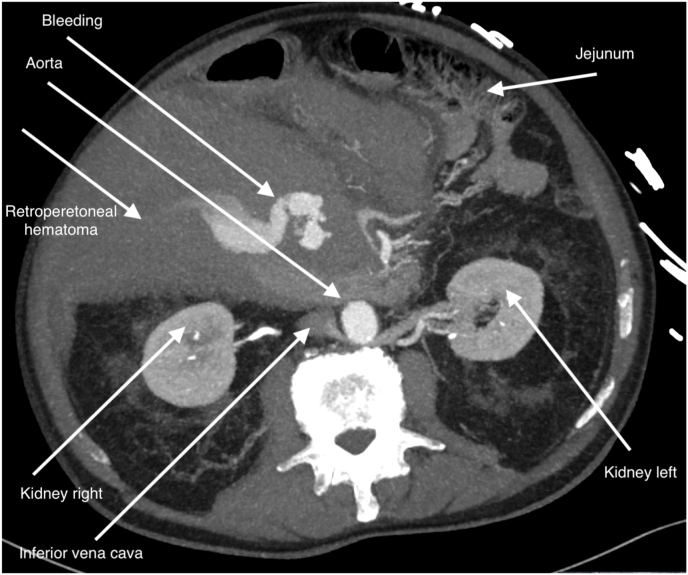 Bleeding
Aorta
Jejunum
Retroperetoneal
hematoma
Kidney right
Kidney left
Inferior vena cava